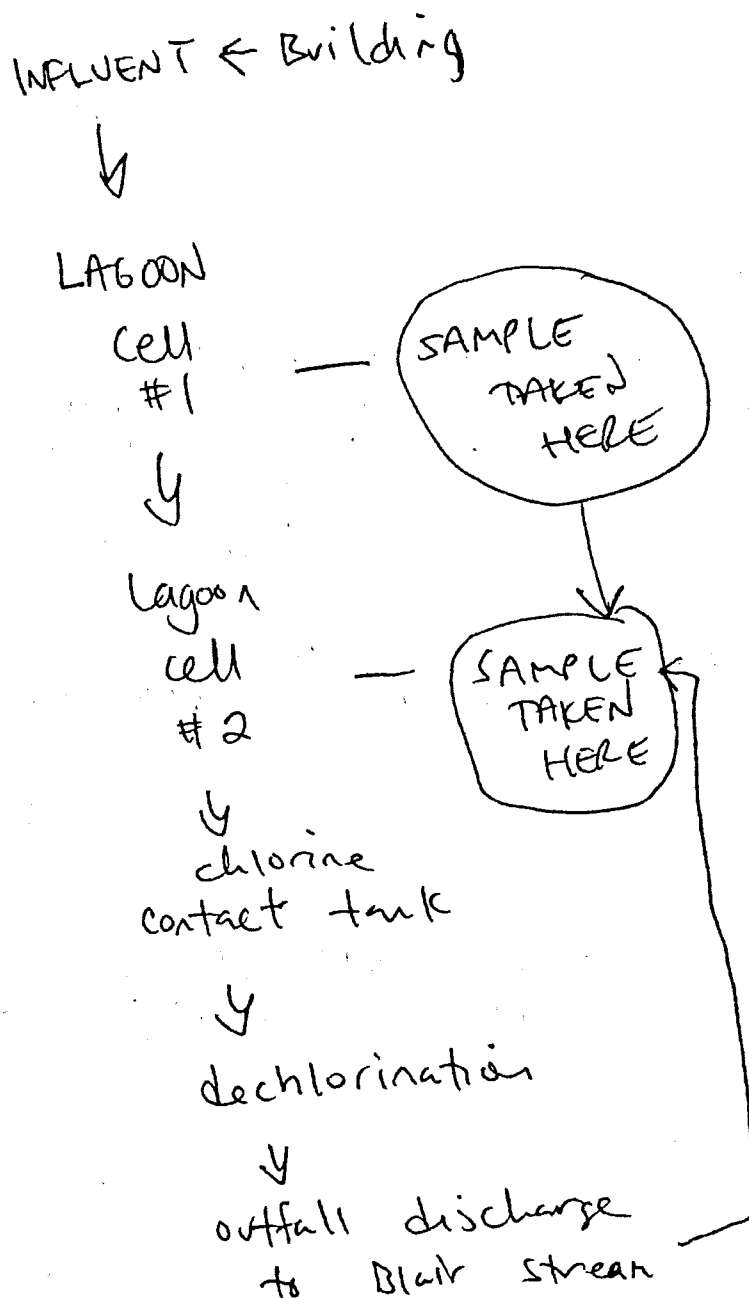 INFLUENT ← Building
LAGOON
Cell
#1
SAMPLE
TAKEN
HERE
Lagoon
cell
#2
SAMPLE
TAKEN
HERE
chlorine
contact tank
dechlorination
outfall discharge
to Blair stream